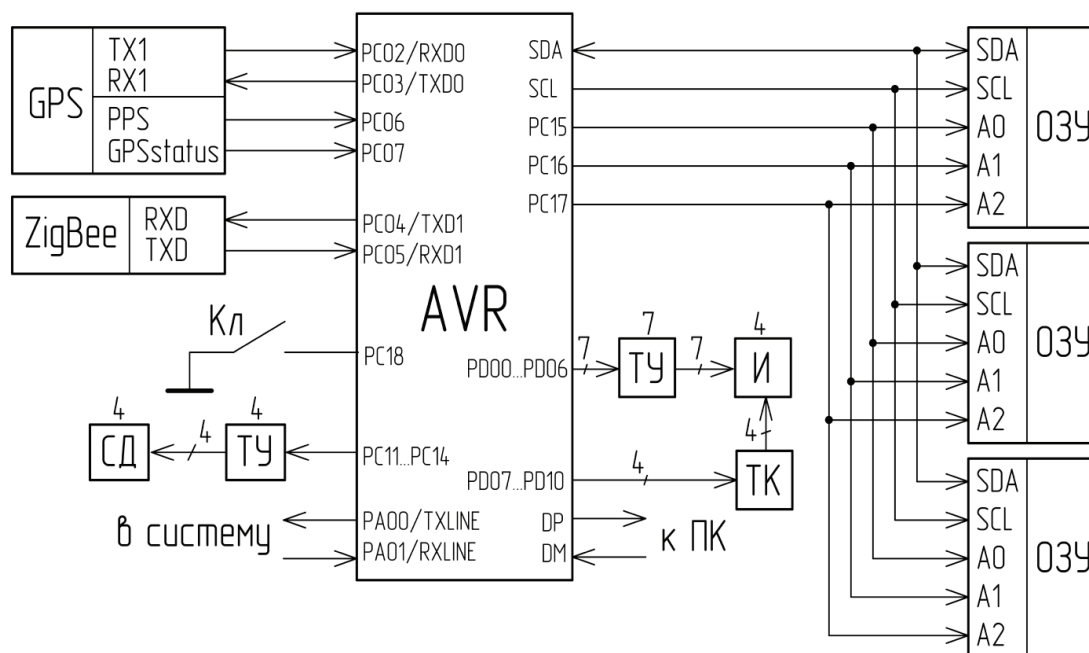 GPS
TX1
RX1
PPS
GPSstatus
ZigBee
RXD
TXD
Кл
4
СД
4
4
ТУ
в систему
PC02/RXD0
PC03/TXD0
PC06
PC07
PC04/TXD1
PC05/RXD1
AVR
PC18
PC11...PC14
PA00/TXLINE
PA01/RXLINE
SDA
SCL
PC15
PC16
PC17
PD00...PD06
PD07...PD10
DP
DM
7
7
ТУ
7
4
И
4
4
ТК
к ПК
SDA
SCL
A0
A1
A2
ОЗУ
SDA
SCL
A0
A1
A2
ОЗУ
SDA
SCL
A0
A1
A2
ОЗУ